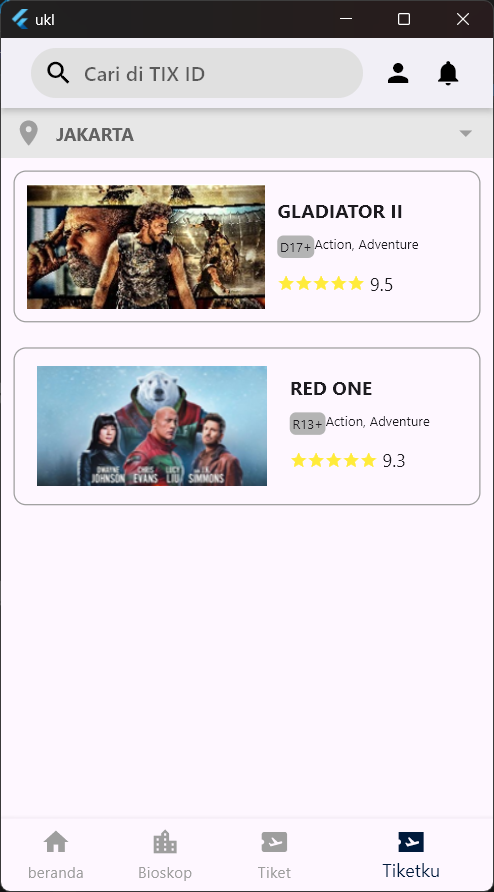 ukl
Cari di TIX ID
JAKARTA
GLADIATOR II
D17+ Action, Adventure
9.5
RED ONE
R13+ Action, Adventure
9.3
DWAYNE JOHNSON CHRIS EVANS LUCY LIU J.K. SIMMONS
beranda Bioskop Tiket Tiketku